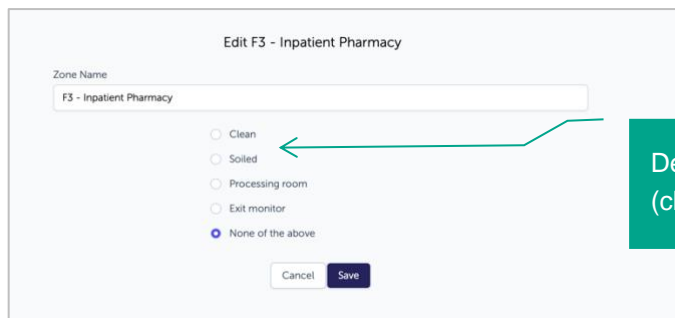 Edit F3 - Inpatient Pharmacy
Zone Name
F3 - Inpatient Pharmacy
Clean
Soiled
Processing room
Exit monitor
None of the above
Cancel Save